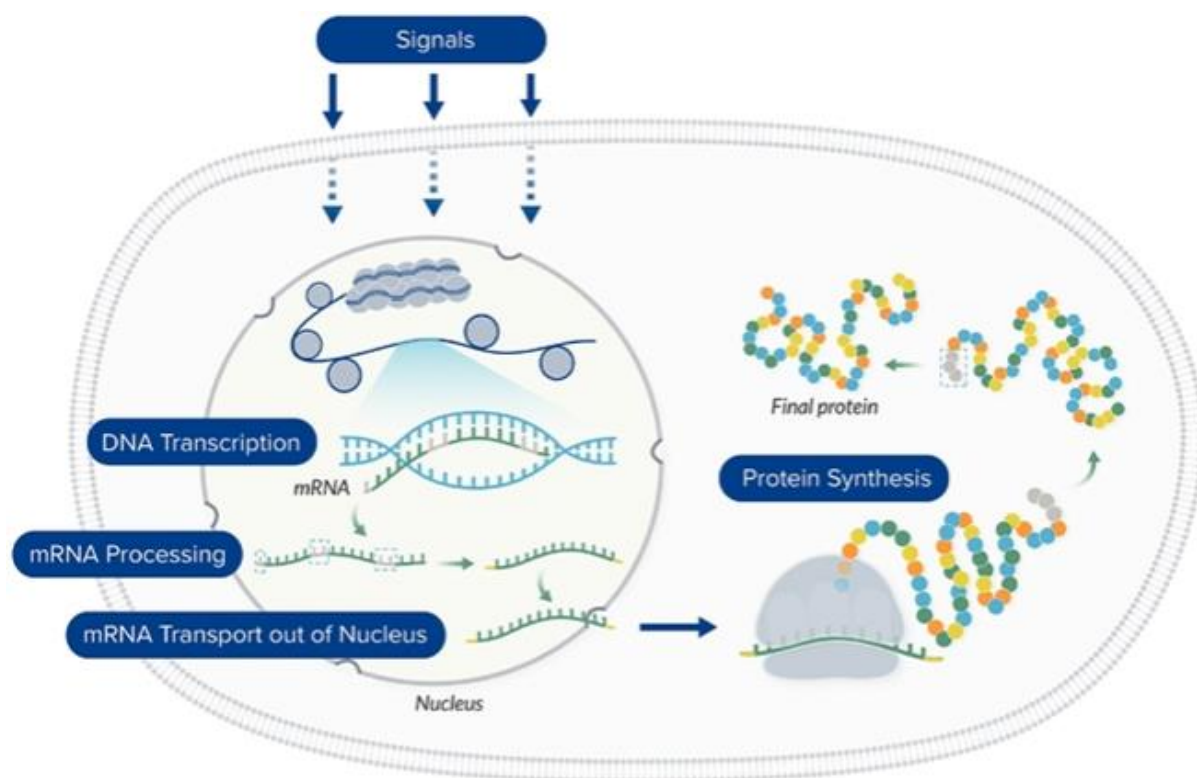 Signals
DNA Transcription
mRNA
mRNA Processing
mRNA Transport out of Nucleus
Nucleus
Final protein
Protein Synthesis